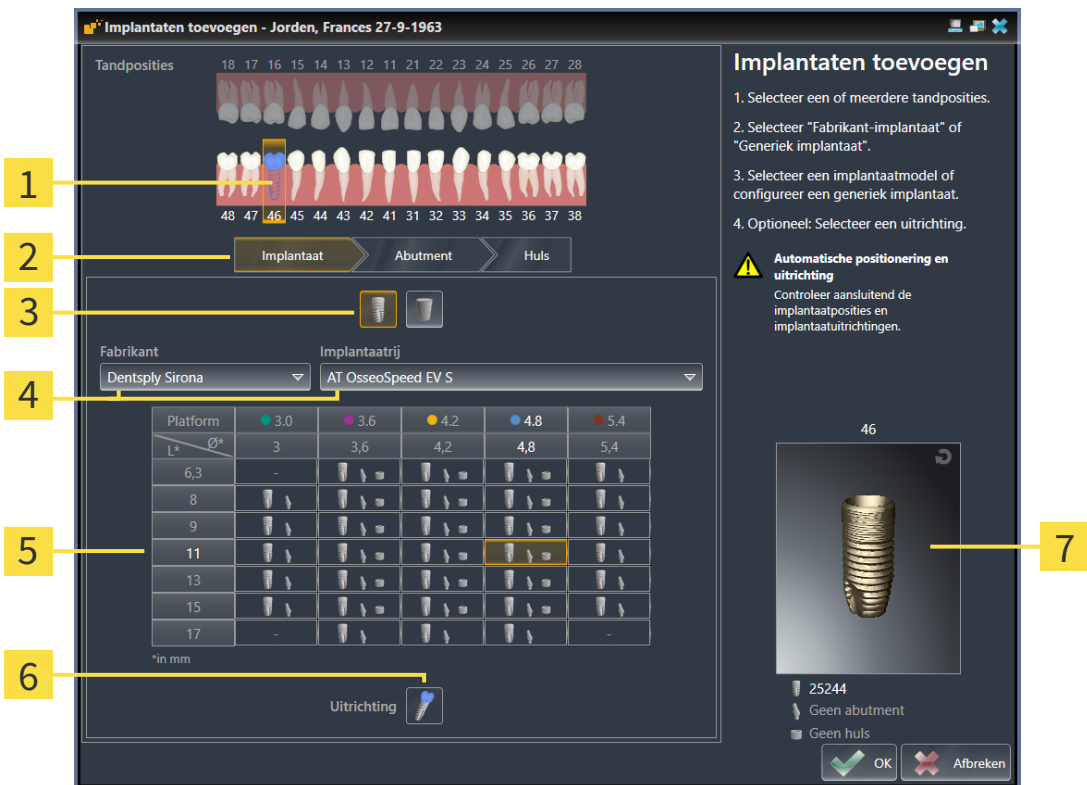 Implantaten toevoegen - Jorden, Frances 27-9-1963
Tandposities
18 17 16 15 14 13 12 11 21 22 23 24 25 26 27 28
1
48 47 46 45 44 43 42 41 31 32 33 34 35 36 37 38
2
Implantaat Abutment Huls
3
Fabrikant Implantaatrij
Dentsply Sirona AT OsseoSpeed EV S
4
Platform 3.0 3.6 4.2 4.8 5.4
L* Ø* 3 3,6 4,2 4,8 5,4
6,3 -
8
9
5
11
13
15
17 - -
*in mm
6
Uitrichting
Implantaten toevoegen
1. Selecteer een of meerdere tandposities.
2. Selecteer "Fabrikant-implantaat" of
"Generiek implantaat".
3. Selecteer een implantaatmodel of
configureer een generiek implantaat.
4. Optioneel: Selecteer een uitrichting.
Automatische positionering en
uitrichting
Controleer aansluitend de
implantaatposities en
implantaatuitrichtingen.
46
7
25244
Geen abutment
Geen huls
OK Afbreken